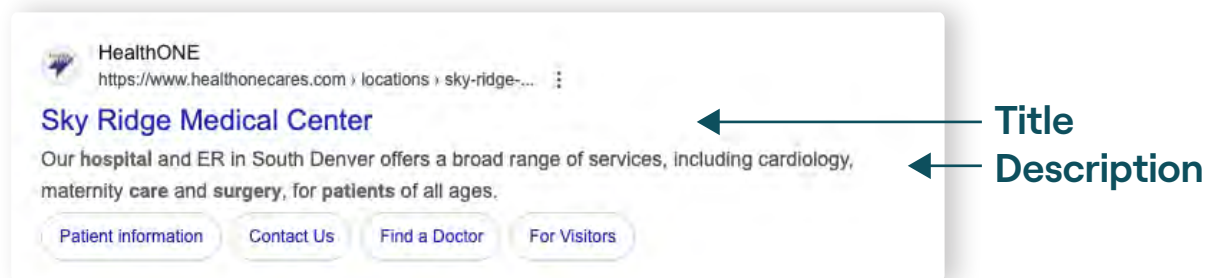 HealthONE
https://www.healthonecares.com › locations › sky-ridge-...
Sky Ridge Medical Center
Title
Our hospital and ER in South Denver offers a broad range of services, including cardiology,
Description
maternity care and surgery, for patients of all ages.
Patient information Contact Us Find a Doctor For Visitors